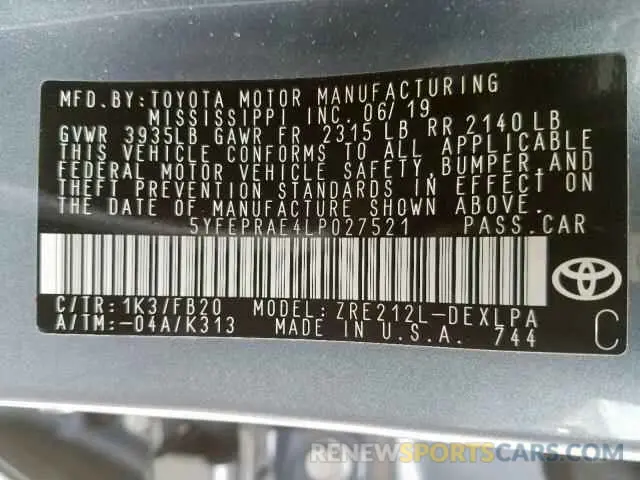 MFD.BY:TOYOTA MOTOR MANUFACTURING
MISSISSIPPI INC. 06/19
GVWR 3935LB GAWR FR 2315 LB RR 2140 LB
THIS VEHICLE CONFORMS TO ALL APPLICABLE
FEDERAL MOTOR VEHICLE SAFETY, BUMPER, AND
THEFT PREVENTION STANDARDS IN EFFECT ON
THE DATE OF MANUFACTURE SHOWN ABOVE.
5YFEPRAE4LP027521 PASS.CAR
C/TR: 1K3/FB20 MODEL: ZRE212L-DEXLPA
A/TM:-04A/K313 MADE IN U.S.A. 744
C
RENEWSPORTSCARS.COM